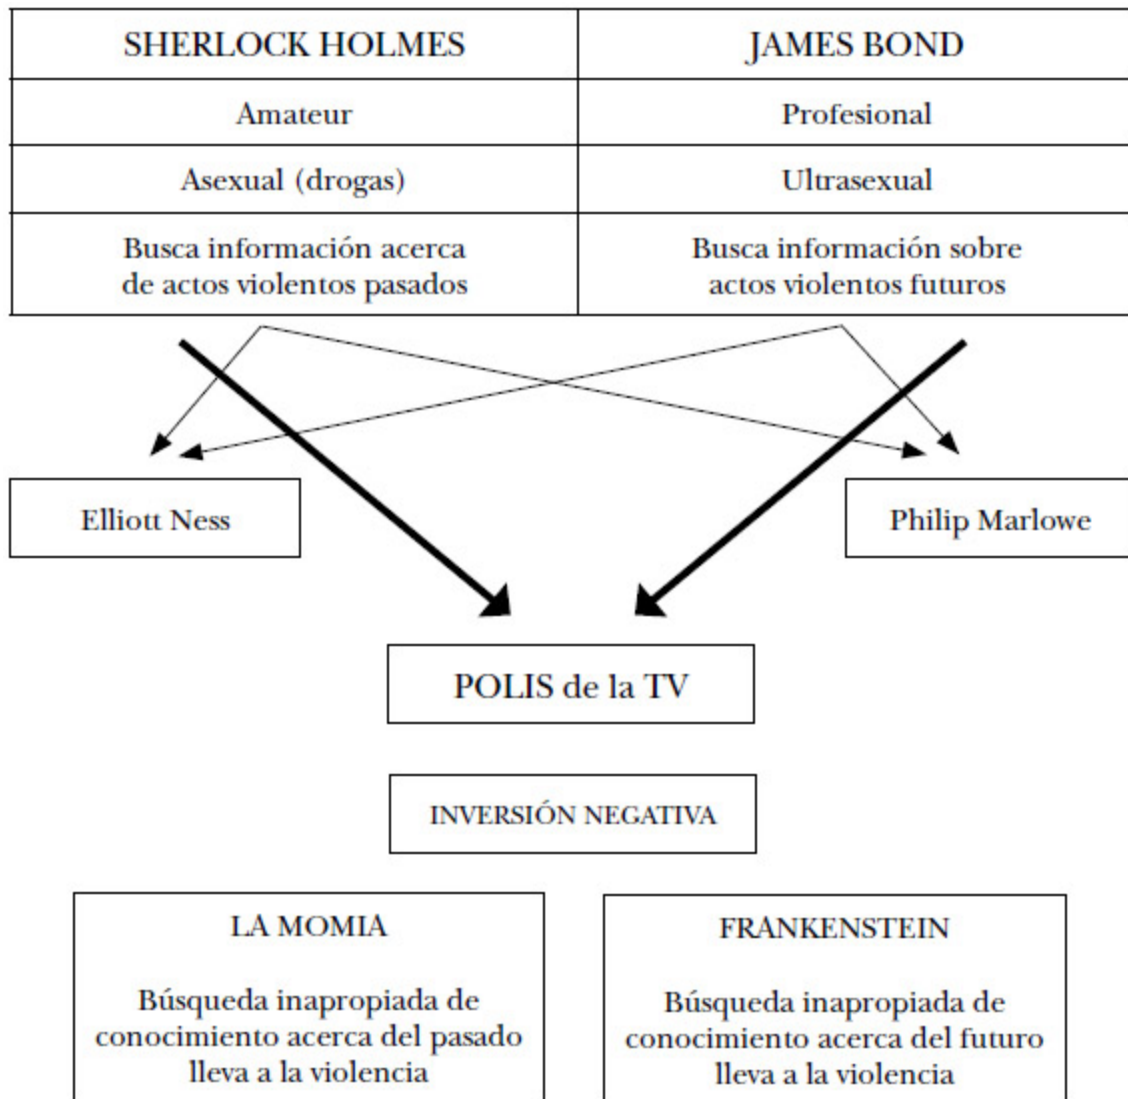 SHERLOCK HOLMES
JAMES BOND
Amateur
Profesional
Asexual (drogas)
Ultrasexual
Busca información acerca
de actos violentos pasados
Busca información sobre
actos violentos futuros
Elliott Ness
Philip Marlowe
POLIS de la TV
INVERSIÓN NEGATIVA
LA MOMIA
Búsqueda inapropiada de
conocimiento acerca del pasado
lleva a la violencia
FRANKENSTEIN
Búsqueda inapropiada de
conocimiento acerca del futuro
lleva a la violencia